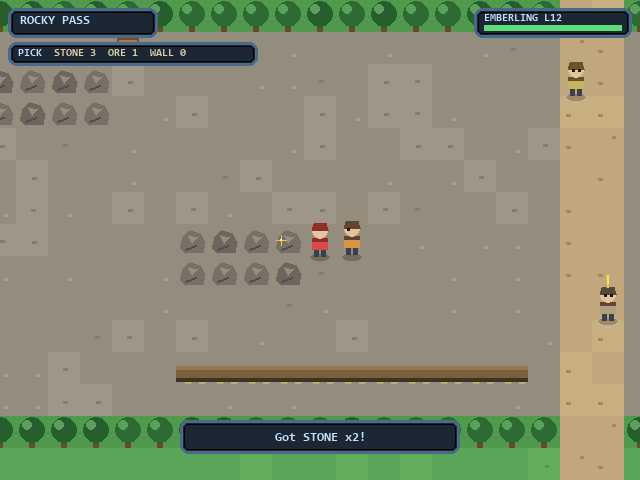 ROCKY PASS
EMBERLING L12
PICK STONE 3 ORE 1 WALL 0
Got STONE x2!